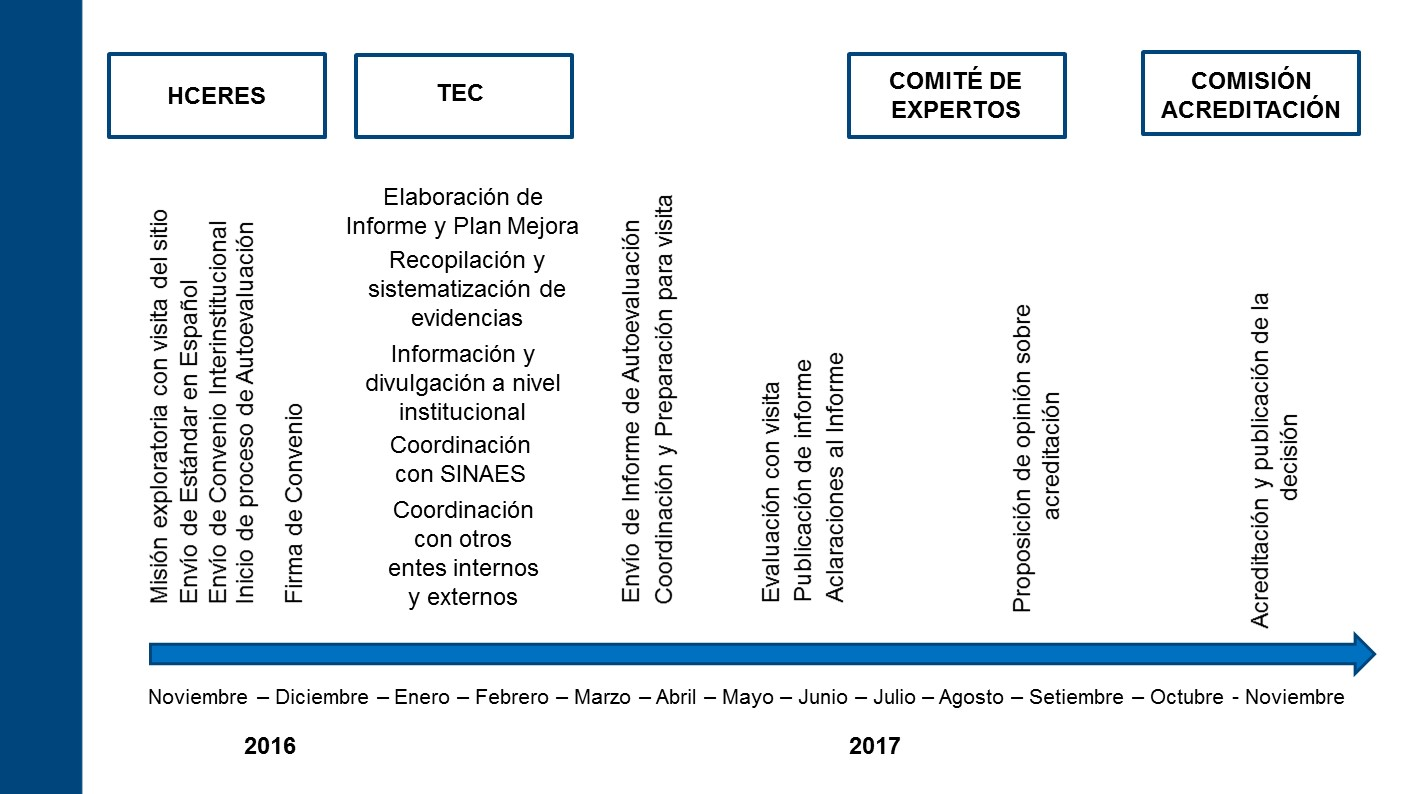 HCERES
TEC
COMITÉ DE
EXPERTOS
COMISIÓN
ACREDITACIÓN
Misión exploratoria con visita del sitio
Envío de Estándar en Español
Envío de Convenio Interinstitucional
Inicio de proceso de Autoevaluación
Firma de Convenio
Elaboración de
Informe y Plan Mejora
Recopilación y
sistematización de
evidencias
Información y
divulgación a nivel
institucional
Coordinación
con SINAES
Coordinación
con otros
entes internos
y externos
Envío de Informe de Autoevaluación
Coordinación y Preparación para visita
Evaluación con visita
Publicación de informe
Aclaraciones al Informe
Proposición de opinión sobre
acreditación
Acreditación y publicación de la
decisión
Noviembre – Diciembre – Enero – Febrero – Marzo – Abril – Mayo – Junio – Julio – Agosto – Setiembre – Octubre - Noviembre
2016
2017